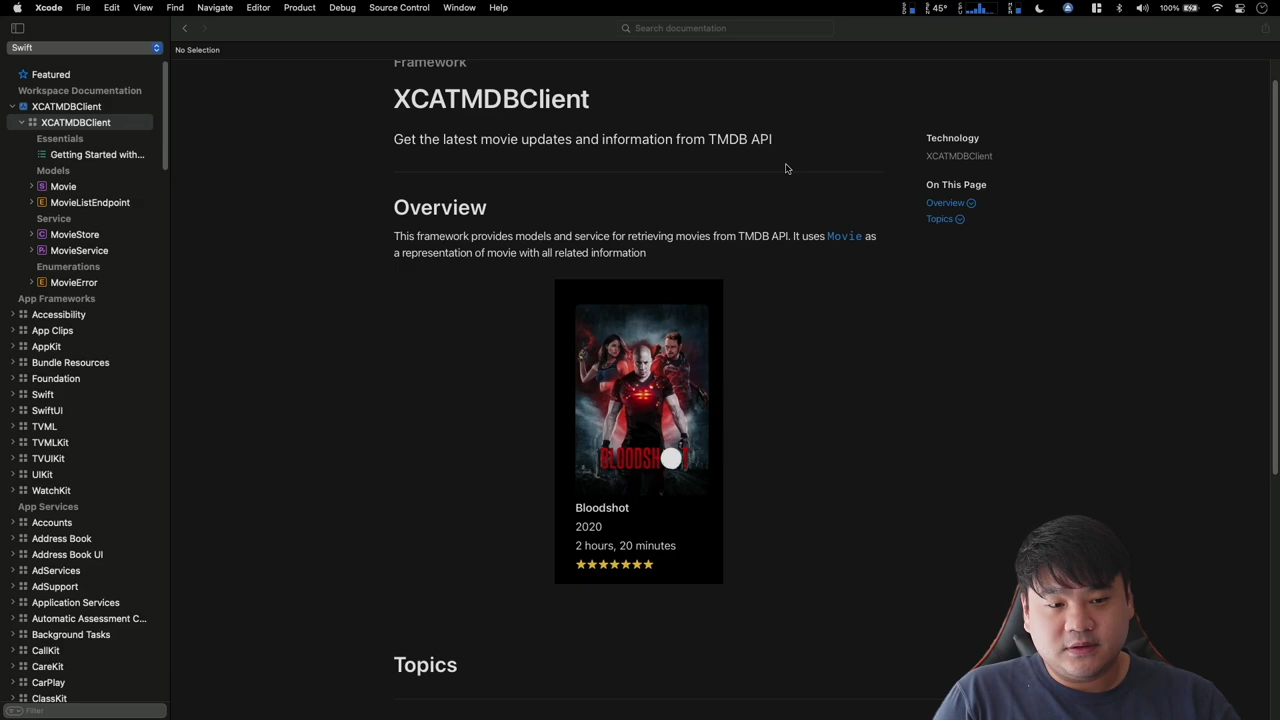 Xcode File Edit View Find Navigate Editor Product Debug Source Control Window Help 45° 100%
Search documentation
Swift
No Selection
Featured
Workspace Documentation
XCATMDBClient
XCATMDBClient
Essentials
Getting Started with...
Models
Movie
MovieListEndpoint
Service
MovieStore
MovieService
Enumerations
MovieError
App Frameworks
Accessibility
App Clips
AppKit
Bundle Resources
Foundation
Swift
SwiftUI
TVML
TVMLKit
TVUIKit
UIKit
WatchKit
App Services
Accounts
Address Book
Address Book UI
AdServices
AdSupport
Application Services
Automatic Assessment C...
Background Tasks
CallKit
CareKit
CarPlay
ClassKit
Filter
Framework
XCATMDBClient
Get the latest movie updates and information from TMDB API
Overview
This framework provides models and service for retrieving movies from TMDB API. It uses Movie as
a representation of movie with all related information
BLOODSHOT
Bloodshot
2020
2 hours, 20 minutes
★★★★★★★
Topics
Technology
XCATMDBClient
On This Page
Overview
Topics